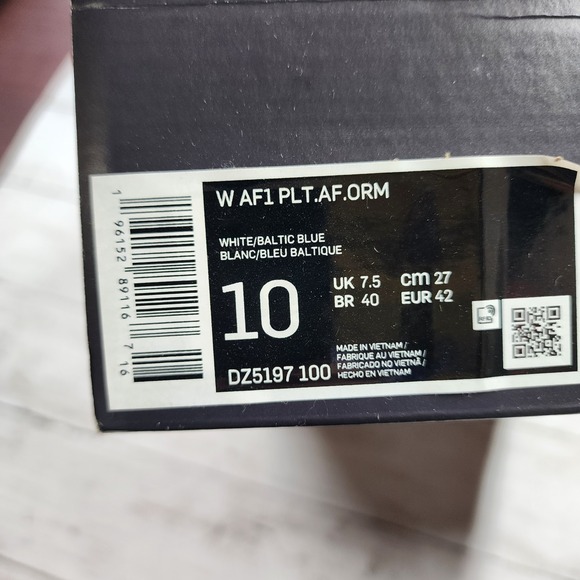 W AF1 PLT.AF.ORM
WHITE/BALTIC BLUE
BLANC/BLEU BALTIQUE
10
UK 7.5 cm 27
BR 40 EUR 42
DZ5197 100
MADE IN VIETNAM /
FABRIQUE AU VIETNAM /
FABRICADO NO VIETNÃ /
HECHO EN VIETNAM
1 96152 89116 7 16
RFID